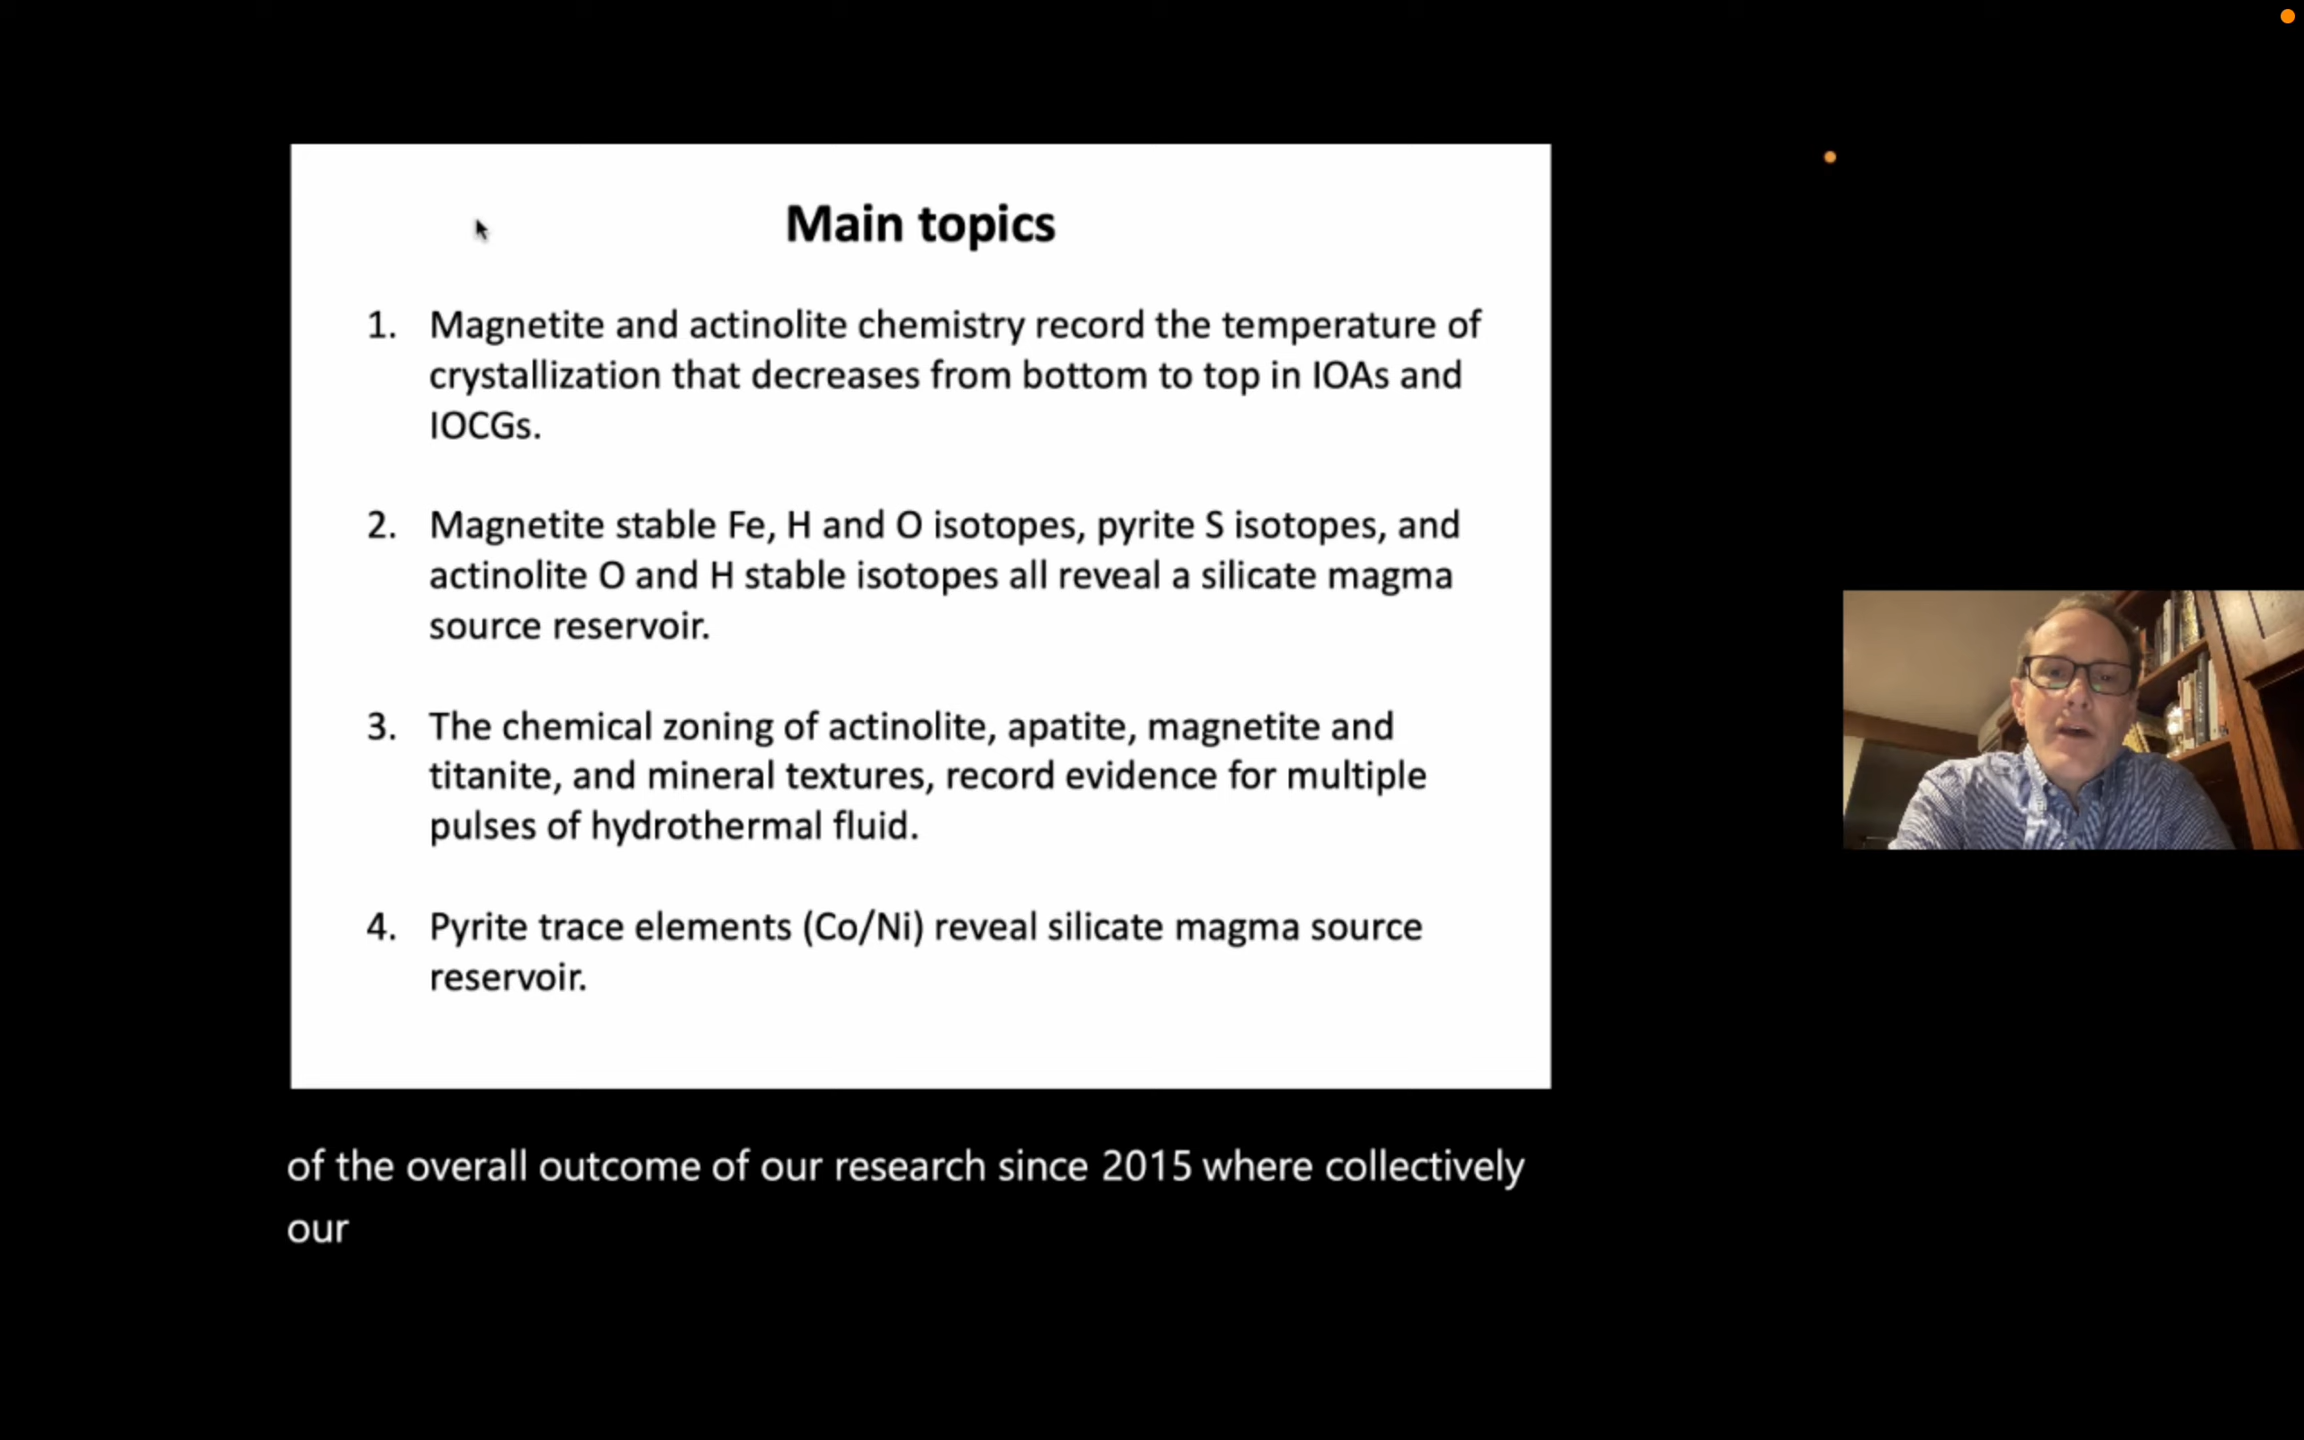 Main topics
1. Magnetite and actinolite chemistry record the temperature of
crystallization that decreases from bottom to top in IOAs and
IOCGs.
2. Magnetite stable Fe, H and O isotopes, pyrite S isotopes, and
actinolite O and H stable isotopes all reveal a silicate magma
source reservoir.
3. The chemical zoning of actinolite, apatite, magnetite and
titanite, and mineral textures, record evidence for multiple
pulses of hydrothermal fluid.
4. Pyrite trace elements (Co/Ni) reveal silicate magma source
reservoir.
of the overall outcome of our research since 2015 where collectively
our